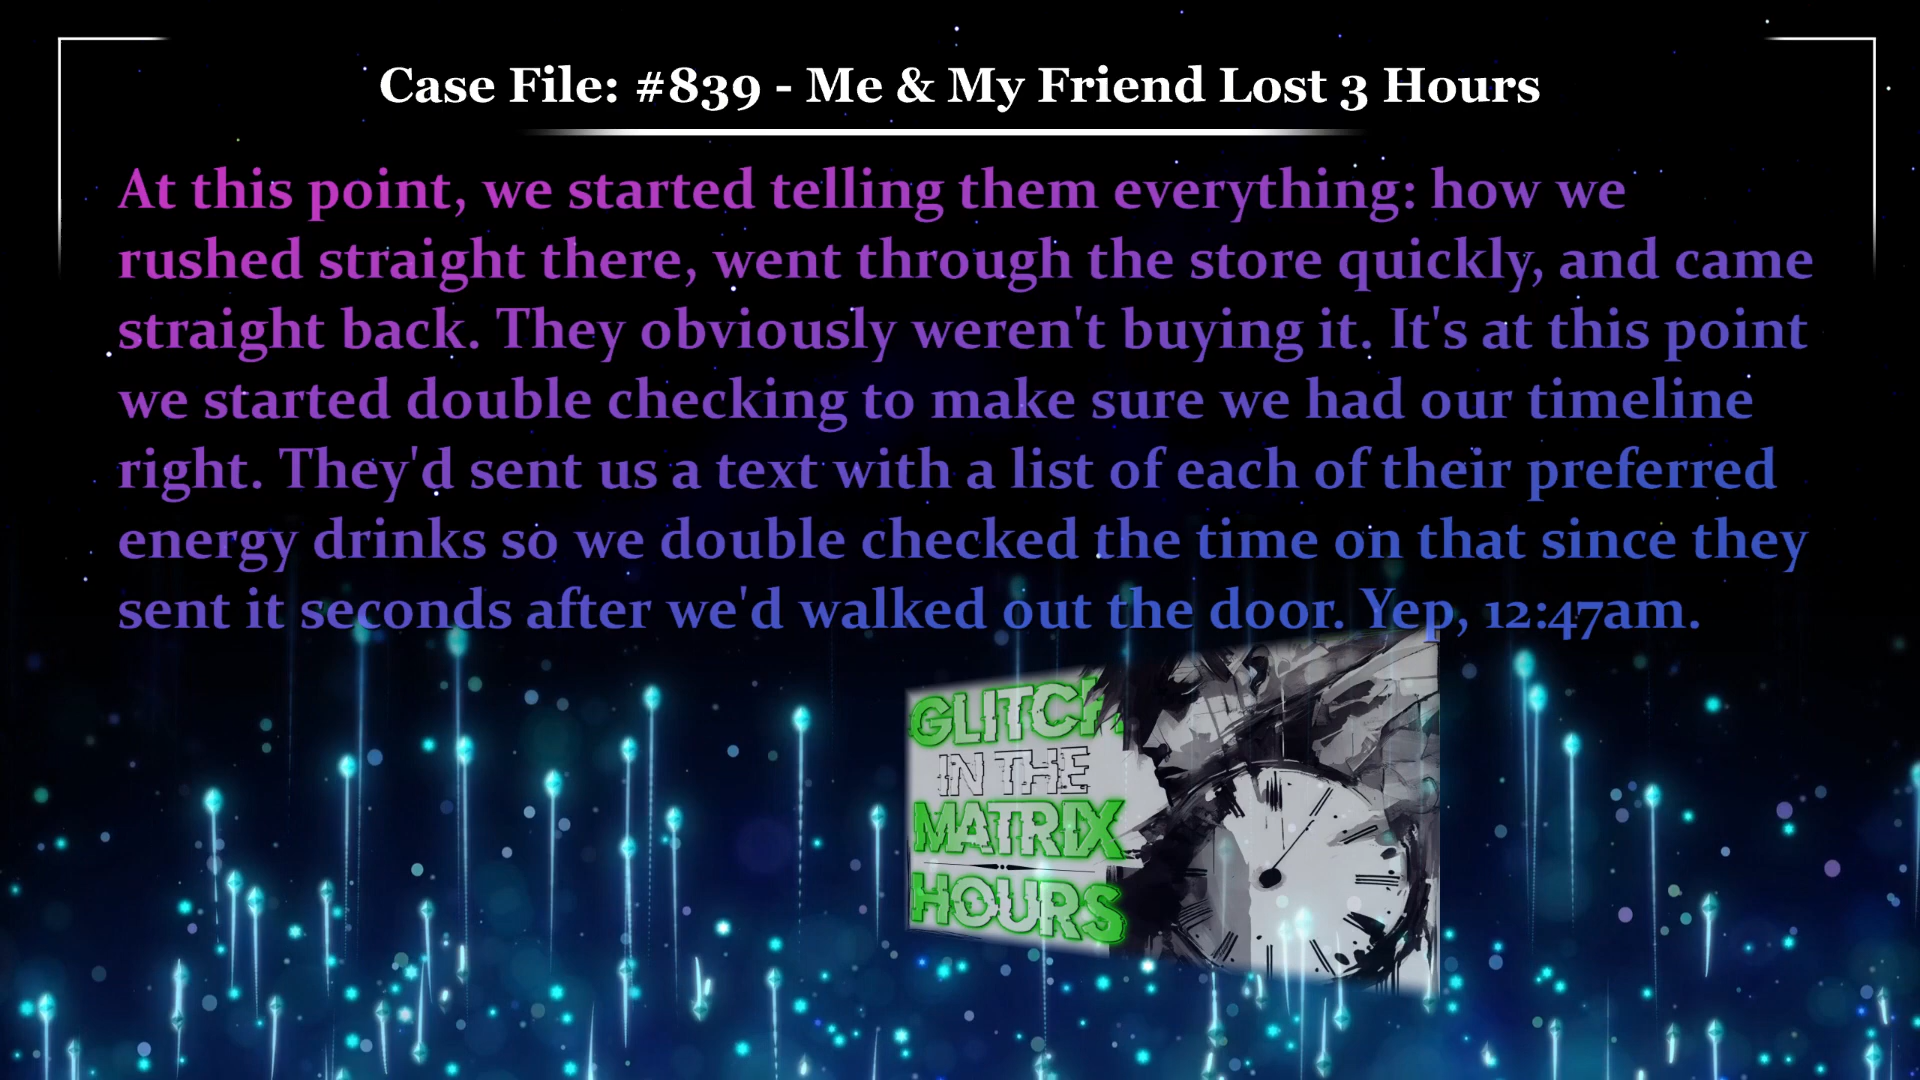 Case File: #839 - Me & My Friend Lost 3 Hours
At this point, we started telling them everything: how we
rushed straight there, went through the store quickly, and came
straight back. They obviously weren't buying it. It's at this point
we started double checking to make sure we had our timeline
right. They'd sent us a text with a list of each of their preferred
energy drinks so we double checked the time on that since they
sent it seconds after we'd walked out the door. Yep, 12:47am.
GLITCH
IN THE
MATRIX
HOURS